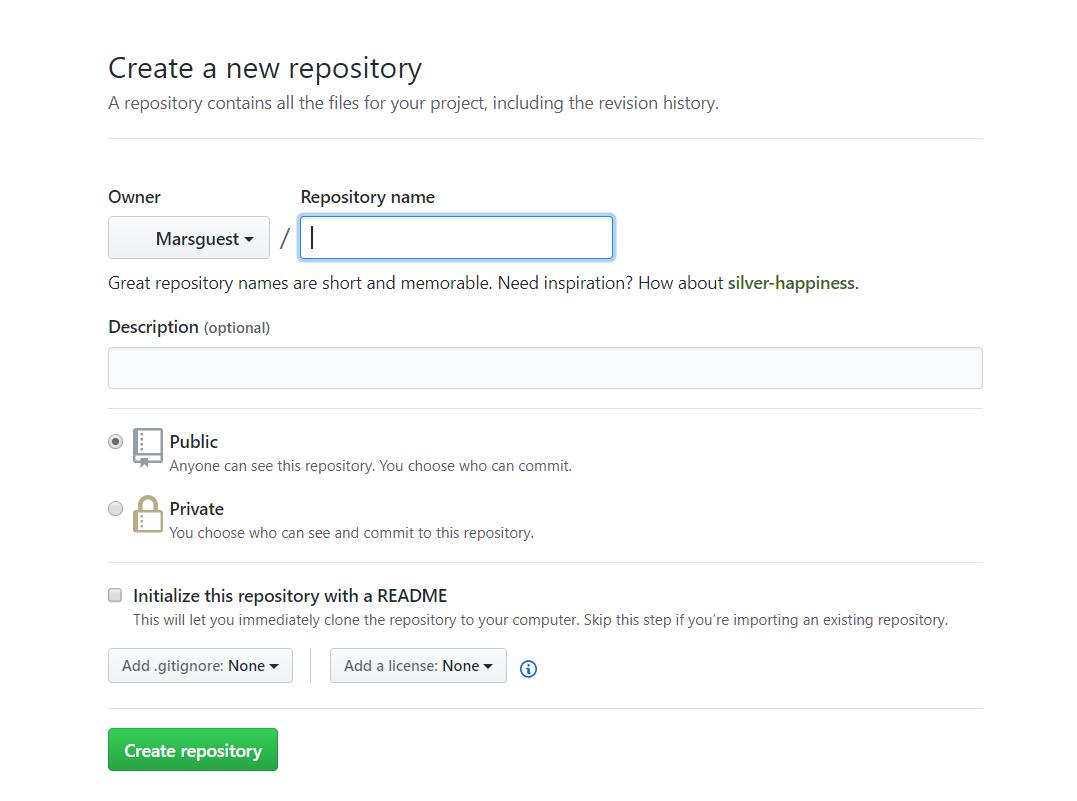 Create a new repository
A repository contains all the files for your project, including the revision history.
Owner
Repository name
Marsguest
/
Great repository names are short and memorable. Need inspiration? How about silver-happiness.
Description (optional)
Public
Anyone can see this repository. You choose who can commit.
Private
You choose who can see and commit to this repository.
Initialize this repository with a README
This will let you immediately clone the repository to your computer. Skip this step if you’re importing an existing repository.
Add .gitignore: None
Add a license: None
Create repository